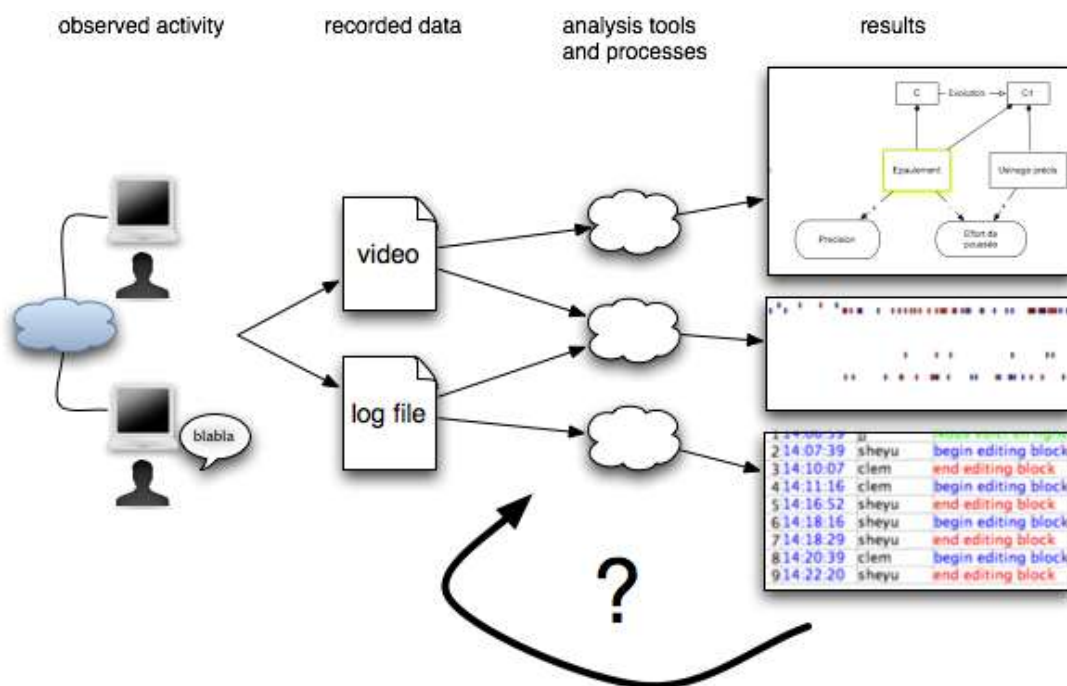 observed activity
recorded data
analysis tools
and processes
results
C
Evolution
C1
Epaulement
Usinage précis
Precision
Effort de
poussée
video
log file
blabla
2 14:07:39 sheyu begin editing block
3 14:10:07 clem end editing block
4 14:11:16 clem begin editing block
5 14:16:52 sheyu end editing block
6 14:18:16 sheyu begin editing block
7 14:18:29 sheyu end editing block
8 14:20:39 clem begin editing block
9 14:22:20 sheyu end editing block
?